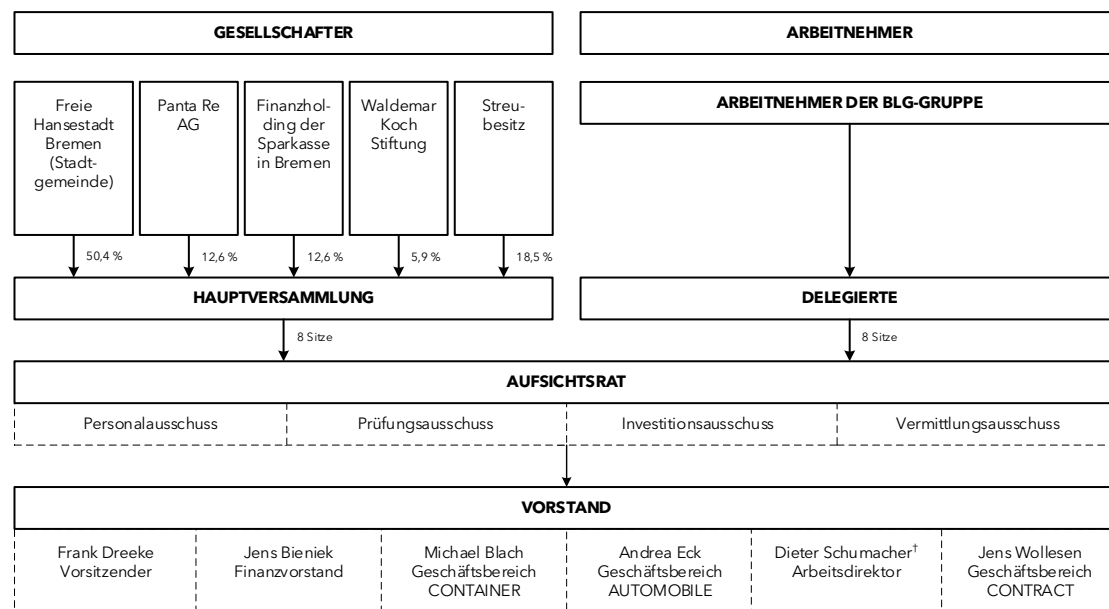 GESELLSCHAFTER
ARBEITNEHMER
Freie
Hansestadt
Bremen
(Stadt-
gemeinde)
Panta Re
AG
Finanzhol-
ding der
Sparkasse
in Bremen
Waldemar
Koch
Stiftung
Streu-
besitz
ARBEITNEHMER DER BLG-GRUPPE
50,4 %
12,6 %
12,6 %
5,9 %
18,5 %
HAUPTVERSAMMLUNG
DELEGIERTE
8 Sitze
8 Sitze
AUFSICHTSRAT
Personalausschuss
Prüfungsausschuss
Investitionsausschuss
Vermittlungsausschuss
VORSTAND
Frank Dreeke
Vorsitzender
Jens Bieniek
Finanzvorstand
Michael Blach
Geschäftsbereich
CONTAINER
Andrea Eck
Geschäftsbereich
AUTOMOBILE
Dieter Schumacher†
Arbeitsdirektor
Jens Wollesen
Geschäftsbereich
CONTRACT